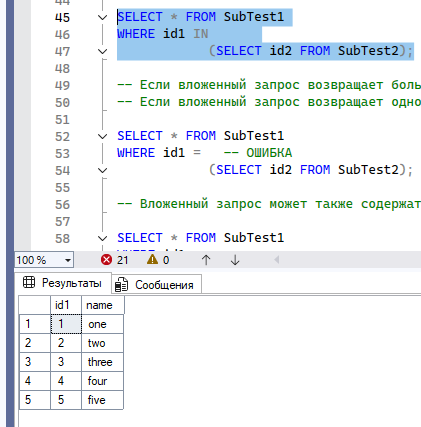 44
45 SELECT * FROM SubTest1
46 WHERE id1 IN
47 (SELECT id2 FROM SubTest2);
48
49 -- Если вложенный запрос возвращает
50 -- Если вложенный запрос возвращает
51
52 SELECT * FROM SubTest1
53 WHERE id1 = -- ОШИБКА
54 (SELECT id2 FROM SubTest2);
55
56 -- Вложенный запрос может также
57
58 SELECT * FROM SubTest1
100 % 21 0
Результаты Сообщения
id1 name
1 1 one
2 2 two
3 3 three
4 4 four
5 5 five